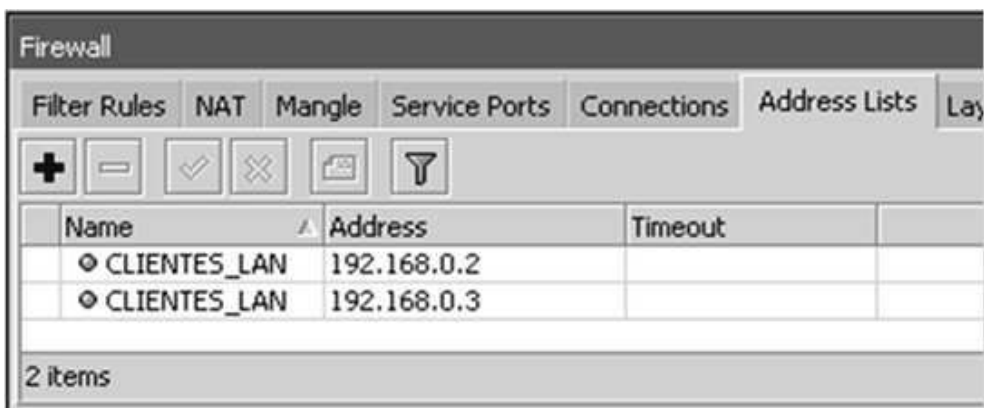 Firewall
Filter Rules NAT Mangle Service Ports Connections Address Lists
Name Address Timeout
CLIENTES_LAN 192.168.0.2
CLIENTES_LAN 192.168.0.3
2 items